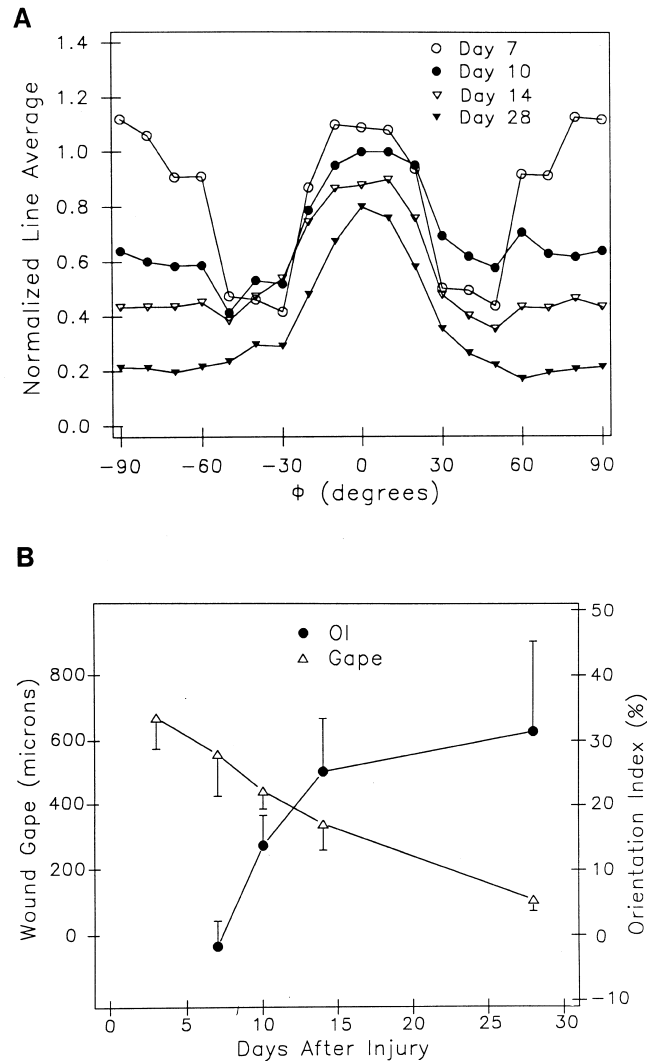 A
Day 7
Day 10
Day 14
Day 28
Normalized Line Average
1.4
1.2
1.0
0.8
0.6
0.4
0.2
0.0
−90 −60 −30 0 30 60 90
Φ (degrees)
B
OI
Gape
Wound Gape (microns)
800
600
400
200
0
Orientation Index (%)
50
40
30
20
10
0
−10
0 5 10 15 20 25 30
Days After Injury